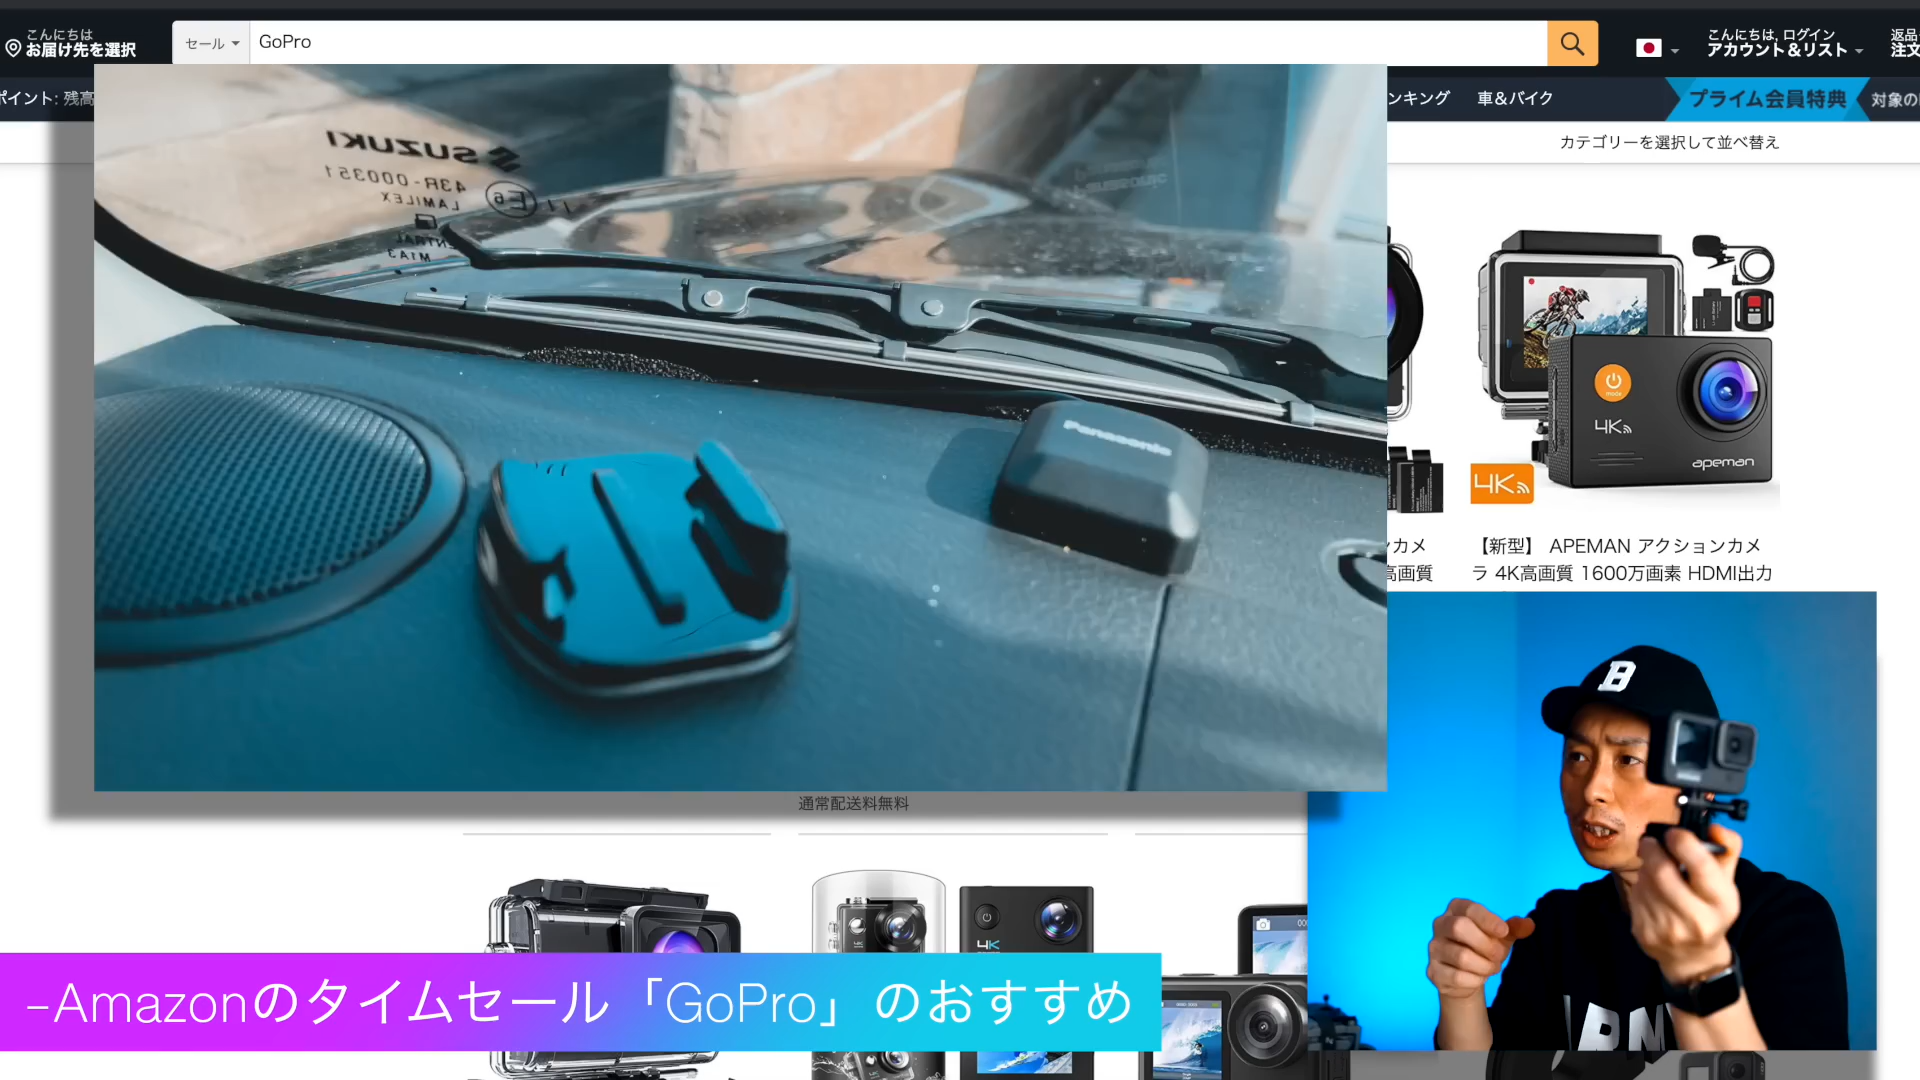 こんにちは
お届け先を選択
セール
GoPro
こんにちは, ログイン
アカウント&リスト
返品
注文
ポイント: 残高
ンキング
車&バイク
プライム会員特典
対象の
カテゴリーを選択して並べ替え
SUZUKI
43R-000351
E6
LAMILEX
Panasonic
4K
apeman
4K
カメ
高画質
【新型】 APEMAN アクションカメ
ラ 4K高画質 1600万画素 HDMI出力
B
通常配送料無料
4K
–Amazonのタイムセール「GoPro」のおすすめ